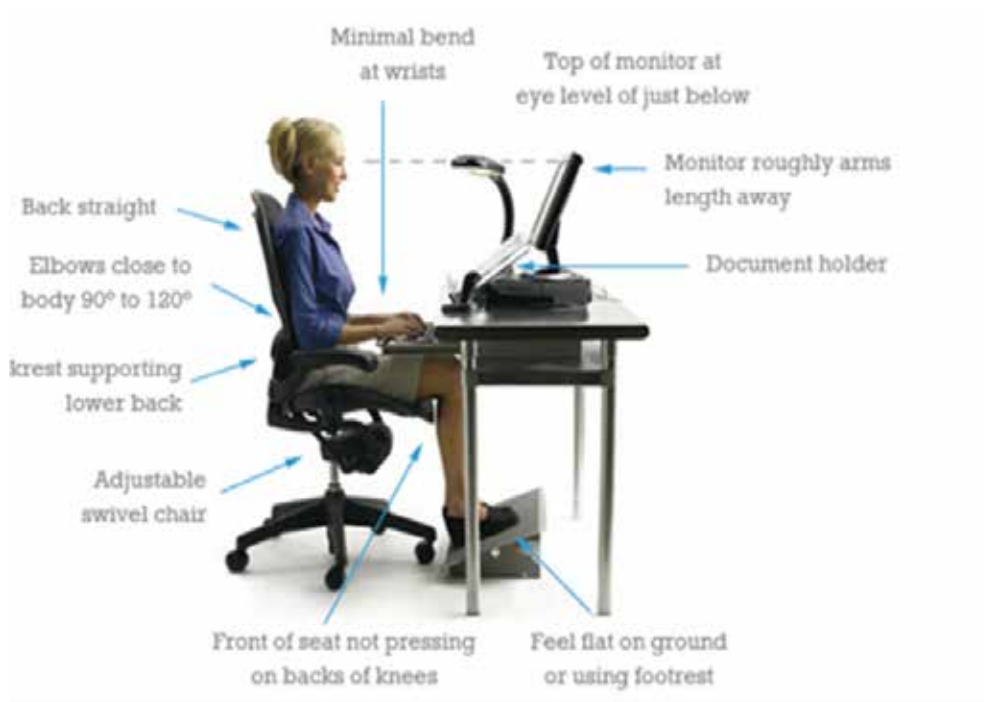 Minimal bend
at wrists
Top of monitor at
eye level of just below
Monitor roughly arms
length away
Back straight
Elbows close to
body 90º to 120º
Document holder
krest supporting
lower back
Adjustable
swivel chair
Front of seat not pressing
on backs of knees
Feel flat on ground
or using footrest